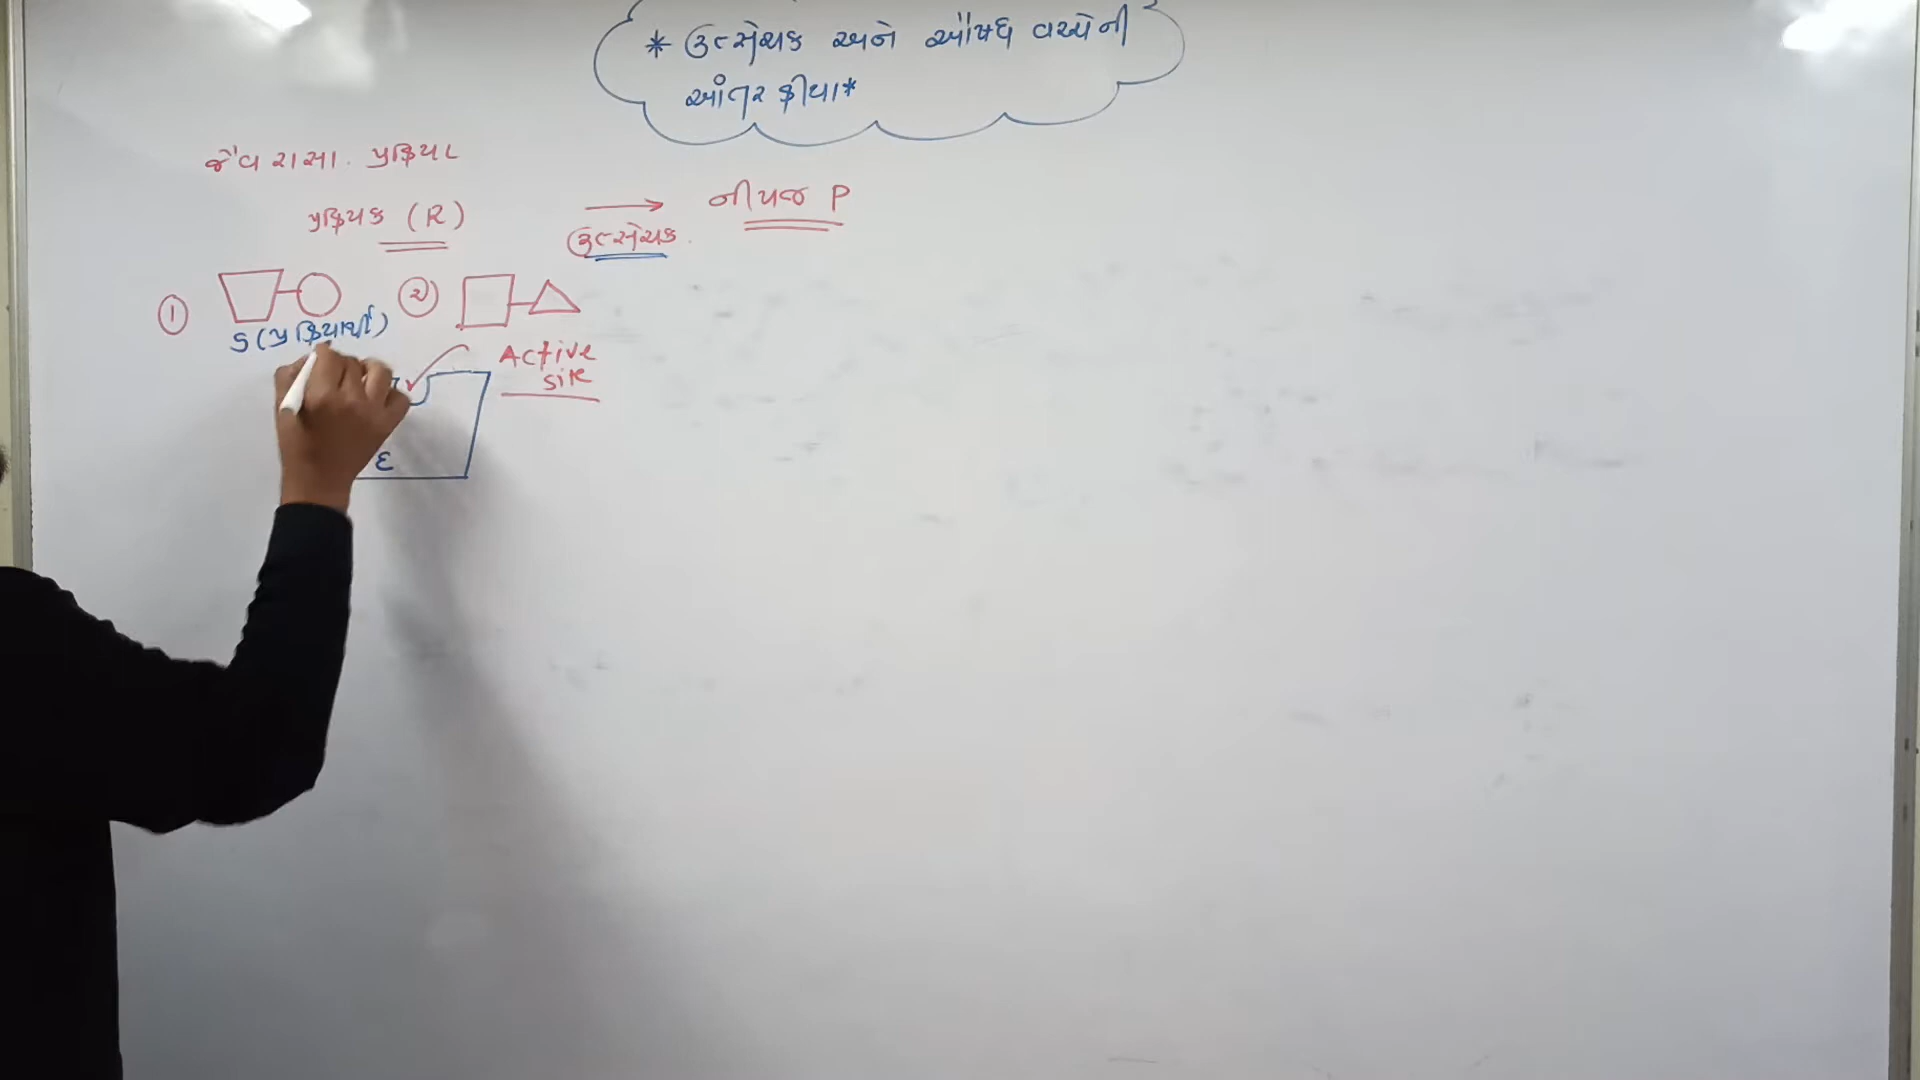 * ઉત્સેચક અને ઔષધ વચ્ચેની
આંતરક્રીયા*
જૈવ રાસા. પ્રક્રિયા
પ્રક્રિયક (R) → નીપજ P
ઉત્સેચક.
① ②
S (પ્રક્રિયાર્થી)
Active
site
E